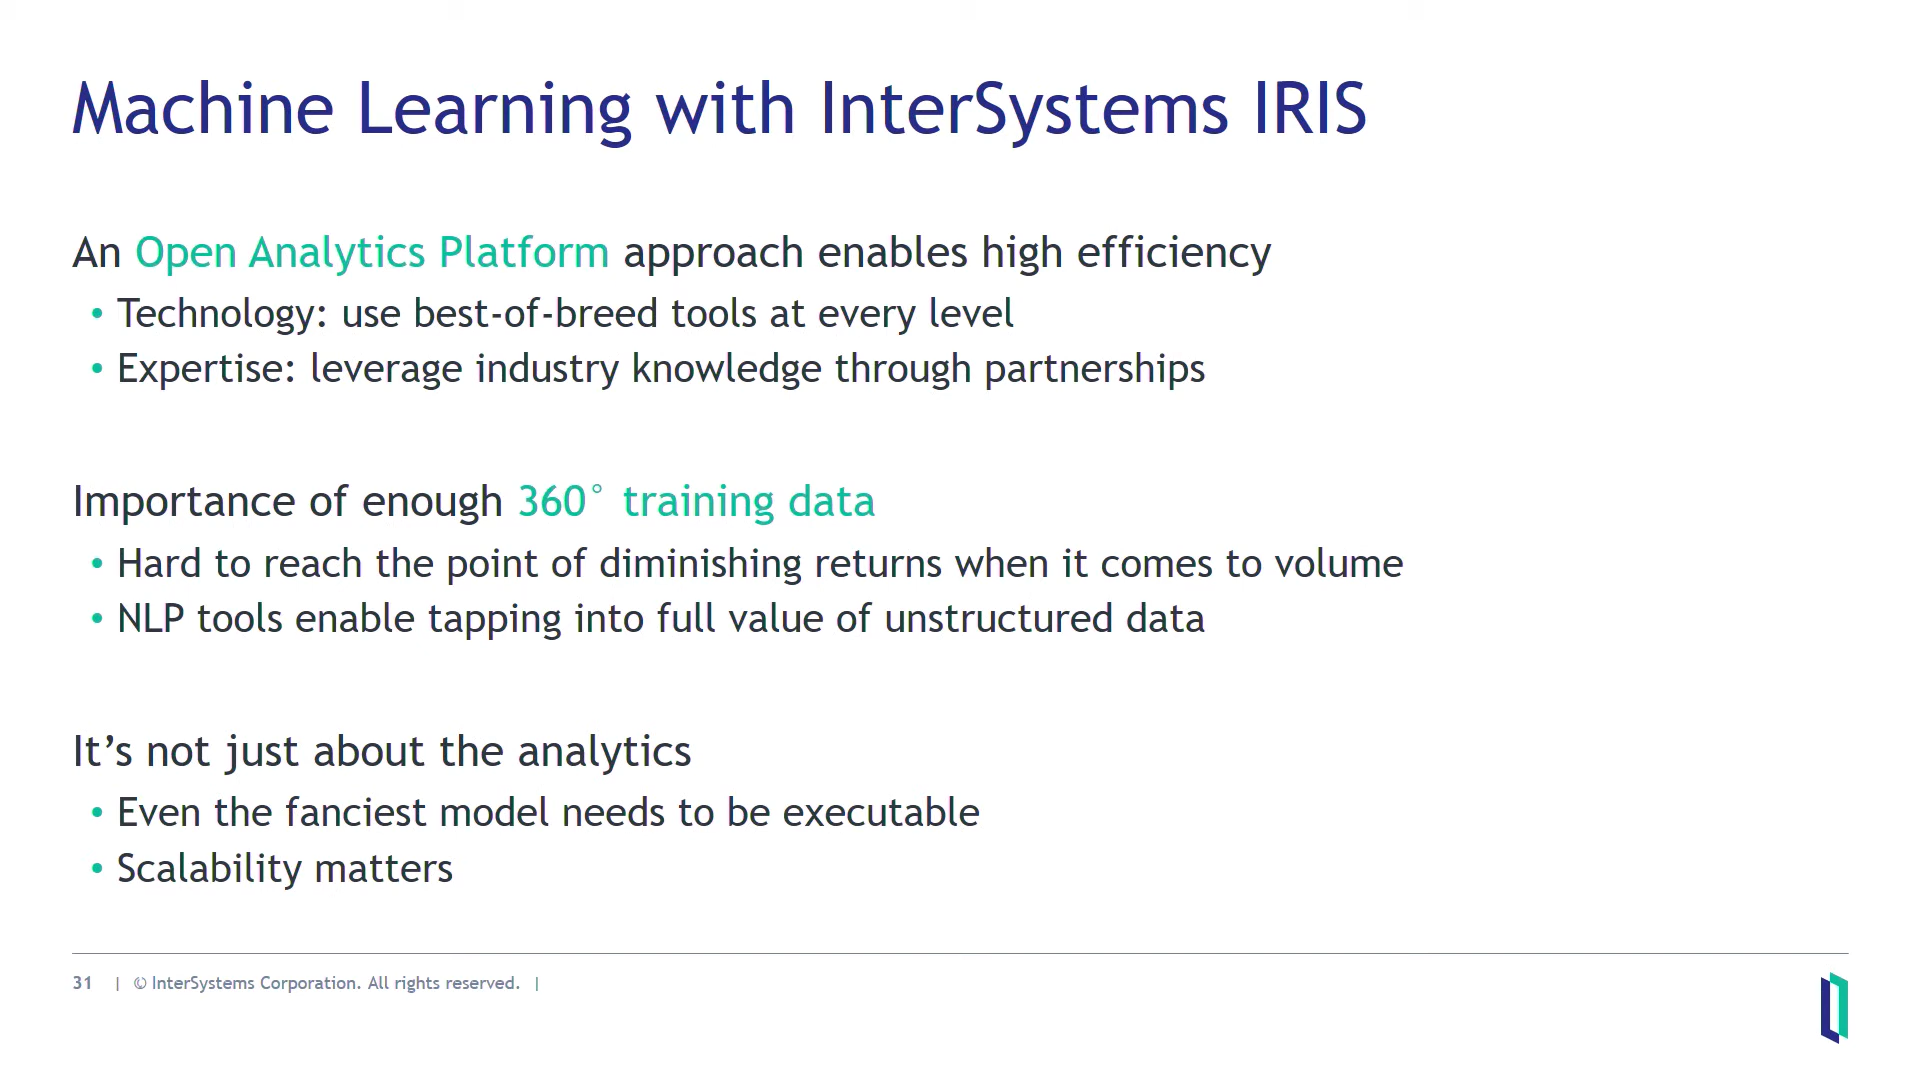 Machine Learning with InterSystems IRIS
An Open Analytics Platform approach enables high efficiency
• Technology: use best-of-breed tools at every level
• Expertise: leverage industry knowledge through partnerships
Importance of enough 360° training data
• Hard to reach the point of diminishing returns when it comes to volume
• NLP tools enable tapping into full value of unstructured data
It’s not just about the analytics
• Even the fanciest model needs to be executable
• Scalability matters
31 | © InterSystems Corporation. All rights reserved. |